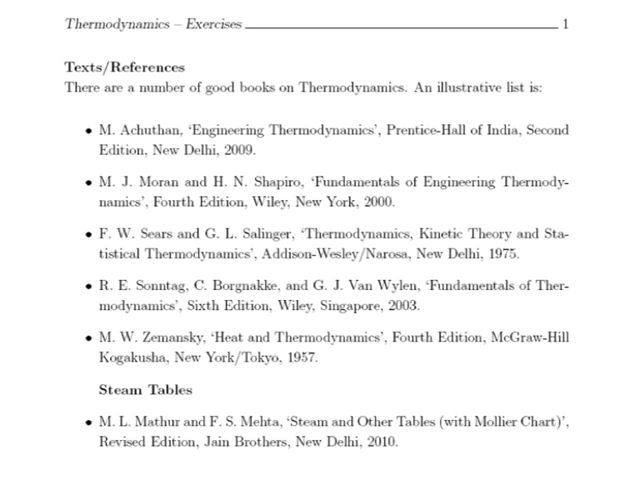 Thermodynamics – Exercises 1
Texts/References
There are a number of good books on Thermodynamics. An illustrative list is:
• M. Achuthan, ‘Engineering Thermodynamics’, Prentice-Hall of India, Second
Edition, New Delhi, 2009.
• M. J. Moran and H. N. Shapiro, ‘Fundamentals of Engineering Thermody-
namics’, Fourth Edition, Wiley, New York, 2000.
• F. W. Sears and G. L. Salinger, ‘Thermodynamics, Kinetic Theory and Sta-
tistical Thermodynamics’, Addison-Wesley/Narosa, New Delhi, 1975.
• R. E. Sonntag, C. Borgnakke, and G. J. Van Wylen, ‘Fundamentals of Ther-
modynamics’, Sixth Edition, Wiley, Singapore, 2003.
• M. W. Zemansky, ‘Heat and Thermodynamics’, Fourth Edition, McGraw-Hill
Kogakusha, New York/Tokyo, 1957.
Steam Tables
• M. L. Mathur and F. S. Mehta, ‘Steam and Other Tables (with Mollier Chart)’,
Revised Edition, Jain Brothers, New Delhi, 2010.